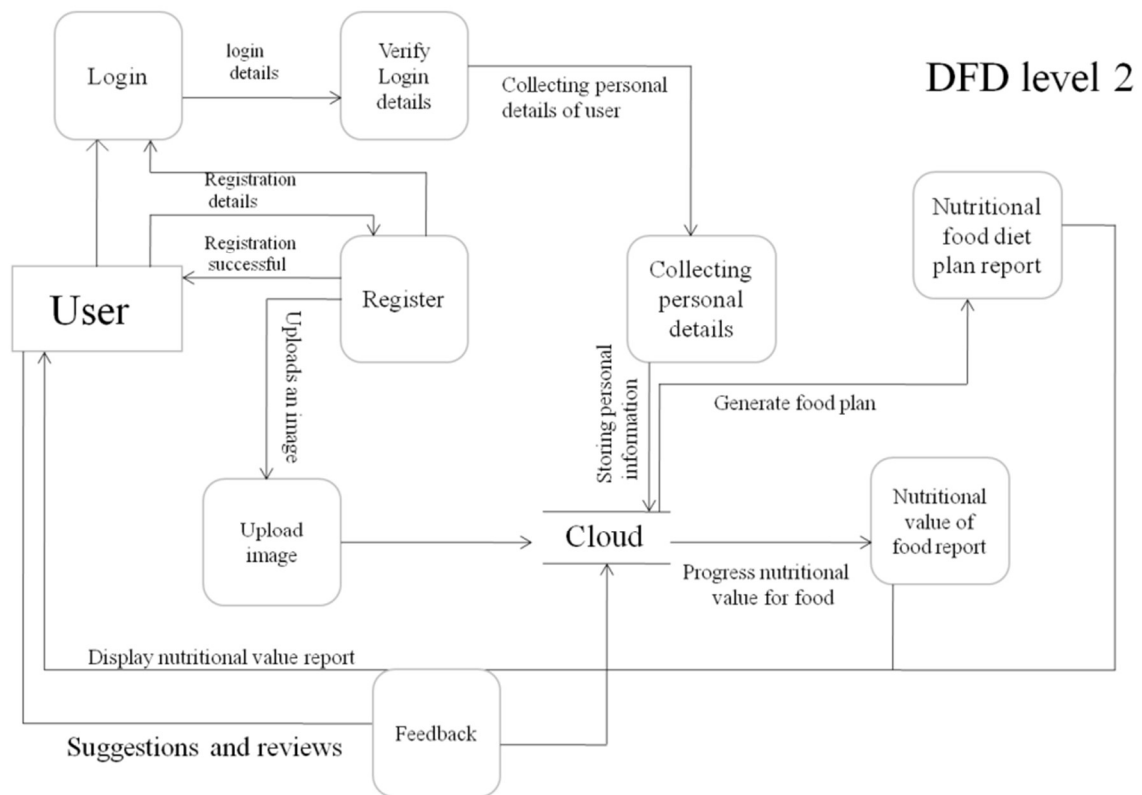 Login
login
details
Verify
Login
details
Collecting personal
details of user
DFD level 2
Registration
details
Registration
successful
User
Register
Collecting
personal
details
Nutritional
food diet
plan report
Uploads an image
Storing personal
information
Generate food plan
Upload
image
Cloud
Nutritional
value of
food report
Progress nutritional
value for food
Display nutritional value report
Feedback
Suggestions and reviews